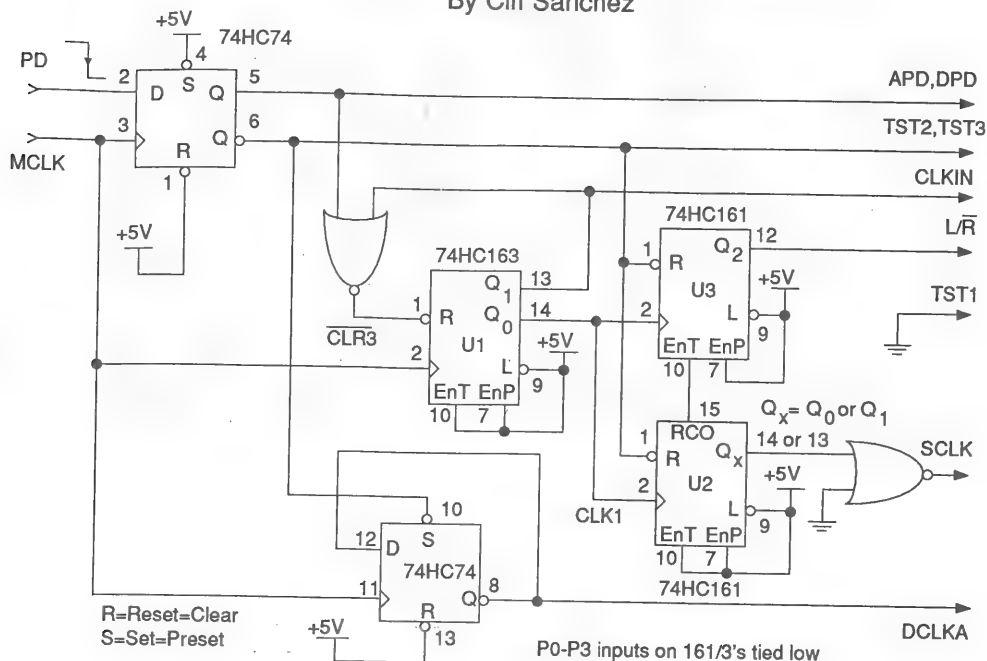 By Clif Sanchez
+5V
74HC74
PD
4
2
D
S
Q
5
APD,DPD
3
Q
6
TST2,TST3
MCLK
R
1
CLKIN
+5V
74HC163
74HC161
L/R̅
Q1
13
1
R
Q2
12
+5V
TST1
1
R
Q0
14
U3
C̅L̅R̅3̅
U1
+5V
2
L
9
2
L
9
EnT EnP
EnT EnP
10
7
10
7
15
Qx= Q0 or Q1
RCO
14 or 13
SCLK
1
R
Qx
+5V
10
2
U2
CLK1
L
9
12
D
S
EnT EnP
10
7
74HC74
8
74HC161
11
Q
R=Reset=Clear
R
S=Set=Preset
+5V
13
DCLKA
P0-P3 inputs on 161/3's tied low